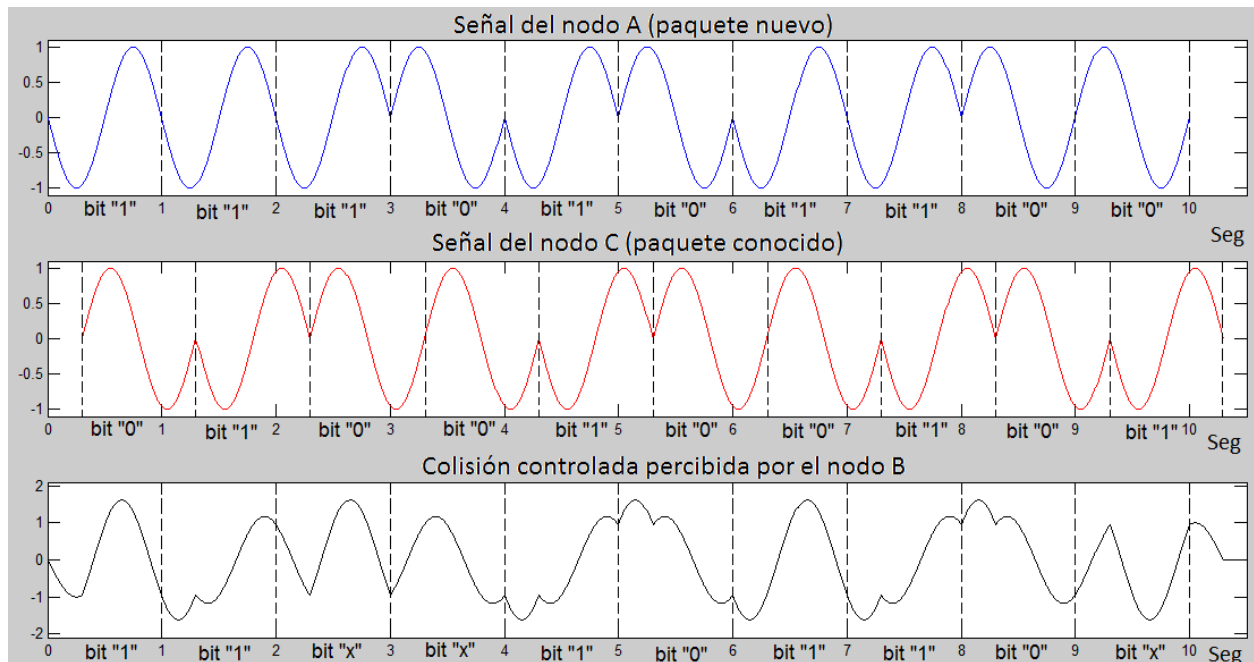 Señal del nodo A (paquete nuevo)
1
0.5
0
-0.5
-1
0 bit "1" 1 bit "1" 2 bit "1" 3 bit "0" 4 bit "1" 5 bit "0" 6 bit "1" 7 bit "1" 8 bit "0" 9 bit "0" 10
Seg
Señal del nodo C (paquete conocido)
1
0.5
0
-0.5
-1
0 bit "0" 1 bit "1" 2 bit "0" 3 bit "0" 4 bit "1" 5 bit "0" 6 bit "0" 7 bit "1" 8 bit "0" 9 bit "1" 10 Seg
Colisión controlada percibida por el nodo B
2
1
0
-1
-2
0 bit "1" 1 bit "1" 2 bit "x" 3 bit "x" 4 bit "1" 5 bit "0" 6 bit "1" 7 bit "1" 8 bit "0" 9 bit "x" 10 Seg